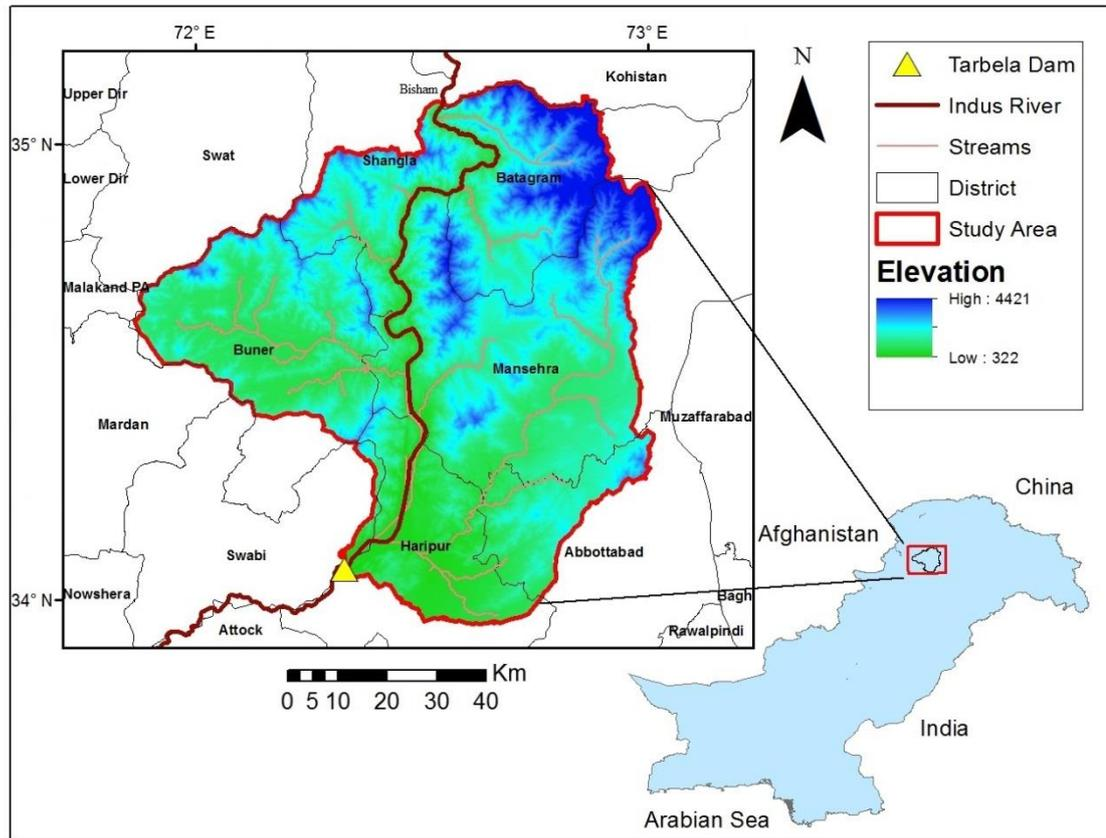 72° E
73° E
N
Bisham
Kohistan
Upper Dir
35° N
Swat
Shangla
Lower Dir
Batagram
Malakand PA
Buner
Mansehra
Mardan
Muzaffarabad
Swabi
Haripur
Abbottabad
34° N
Nowshera
Bagh
Attock
Rawalpindi
Km
0 5 10 20 30 40
Tarbela Dam
Indus River
Streams
District
Study Area
Elevation
High : 4421
Low : 322
China
Afghanistan
India
Arabian Sea